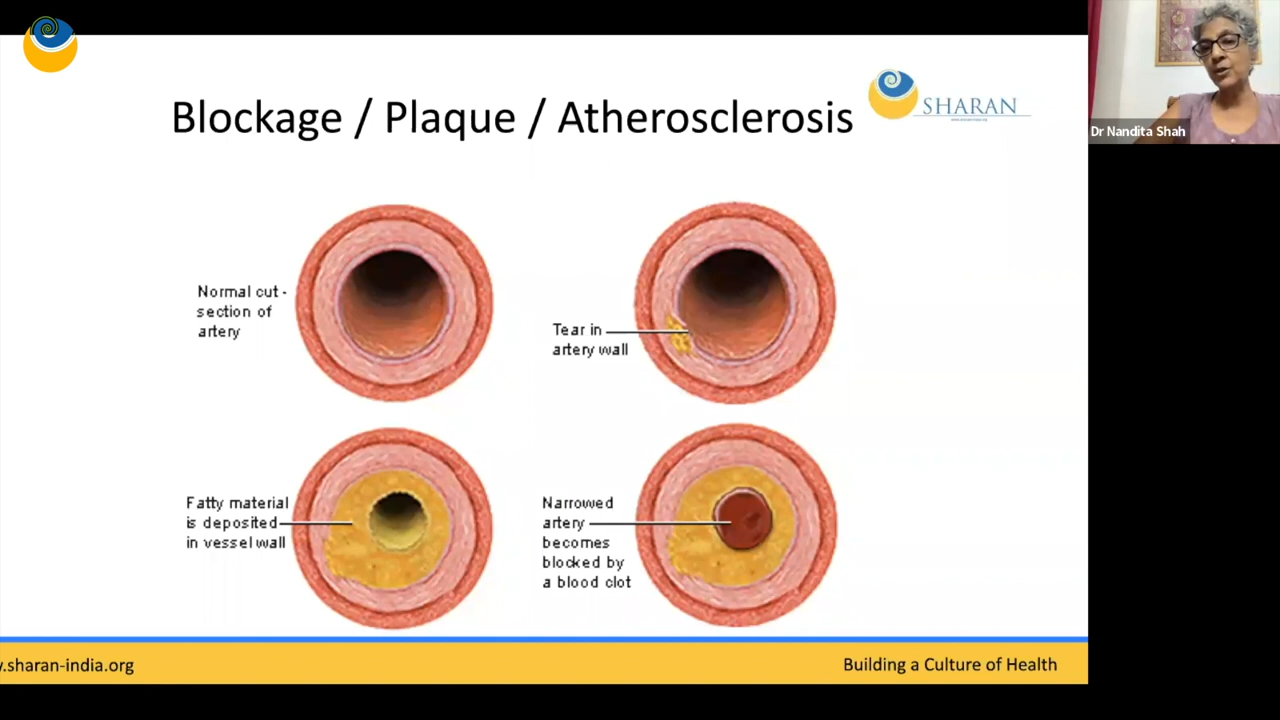 Blockage / Plaque / Atherosclerosis
SHARAN
Dr Nandita Shah
Normal cut -
section of
artery
Tear in
artery wall
Fatty material
is deposited
in vessel wall
Narrowed
artery
becomes
blocked by
a blood clot
.sharan-india.org
Building a Culture of Health